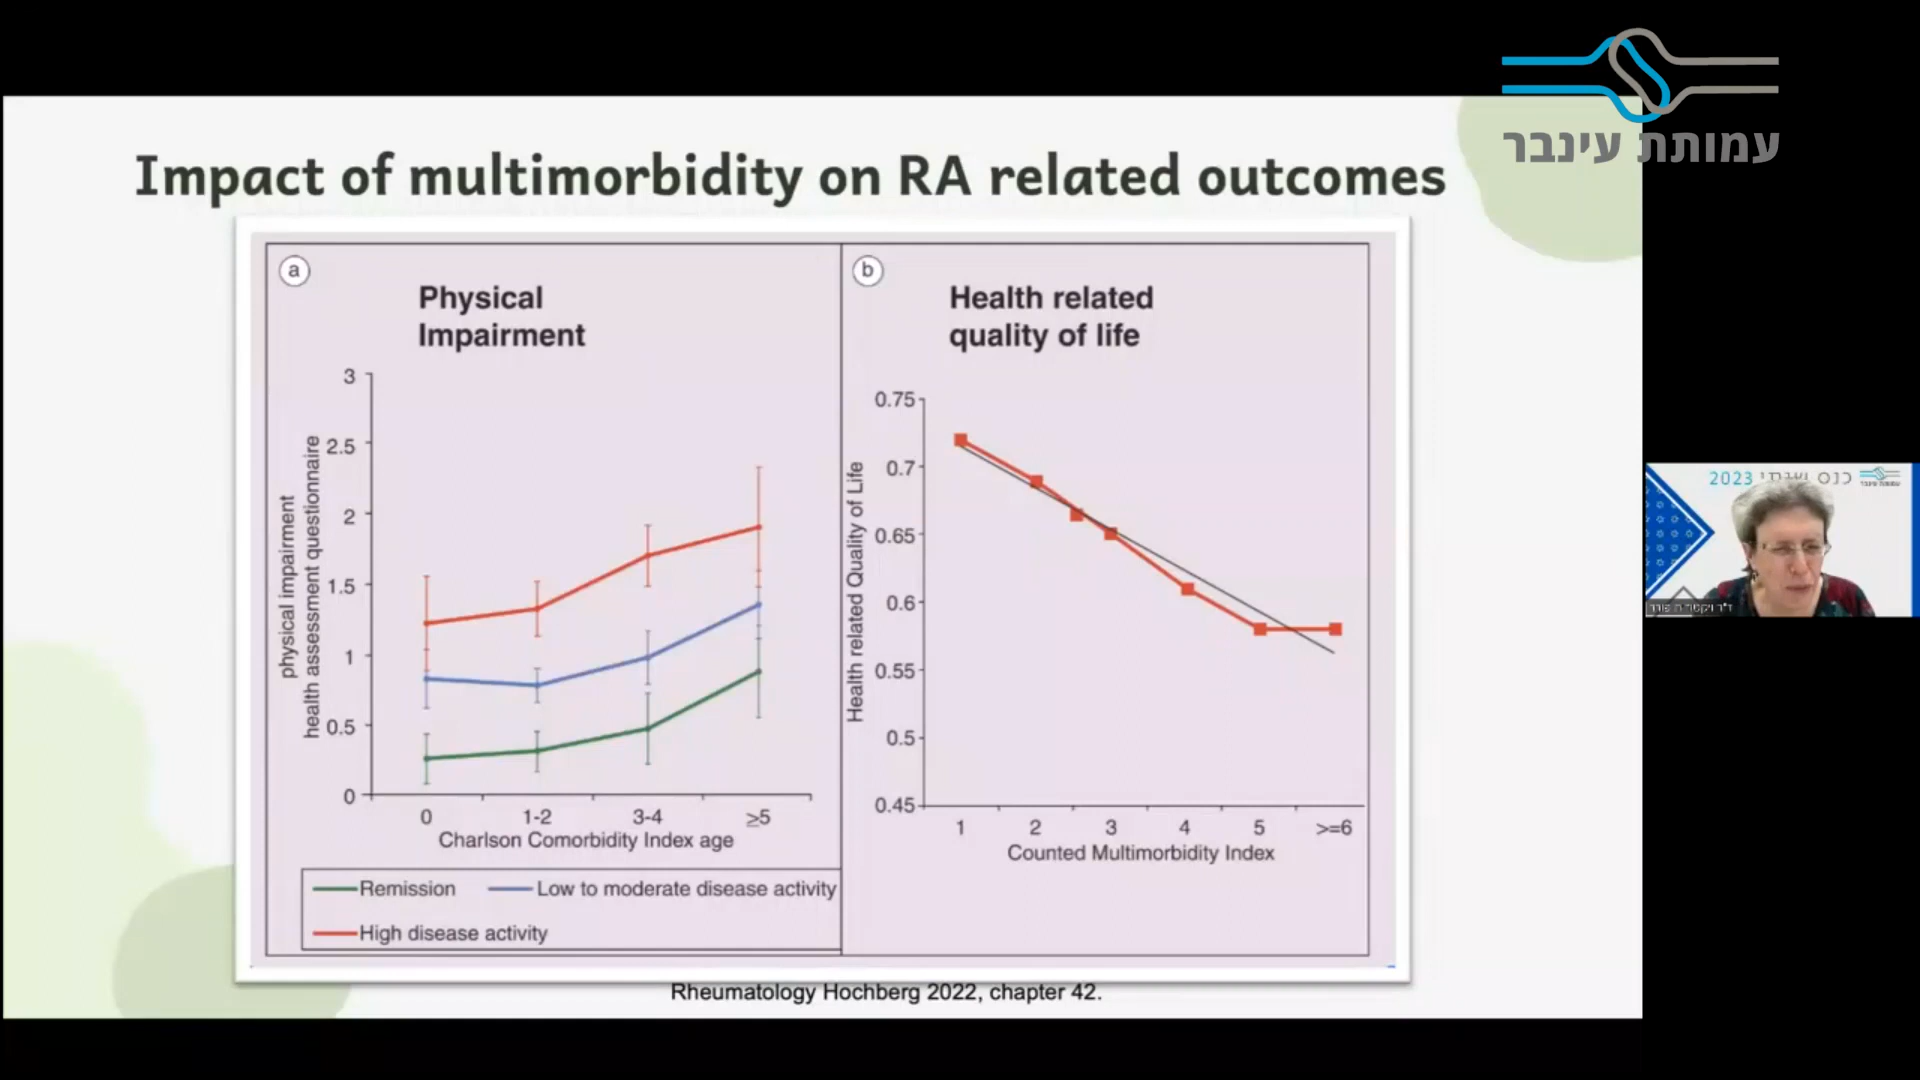 עמותת עינבר
Impact of multimorbidity on RA related outcomes
a
Physical
Impairment
physical impairment
health assessment questionnaire
3
2.5
2
1.5
1
0.5
0
0
1-2
3-4
≥5
Charlson Comorbidity Index age
Remission
Low to moderate disease activity
High disease activity
b
Health related
quality of life
Health related Quality of Life
0.75
0.7
0.65
0.6
0.55
0.5
0.45
1
2
3
4
5
>=6
Counted Multimorbidity Index
Rheumatology Hochberg 2022, chapter 42.
כנס שנתי 2023
ד"ר ויקטוריה פורר